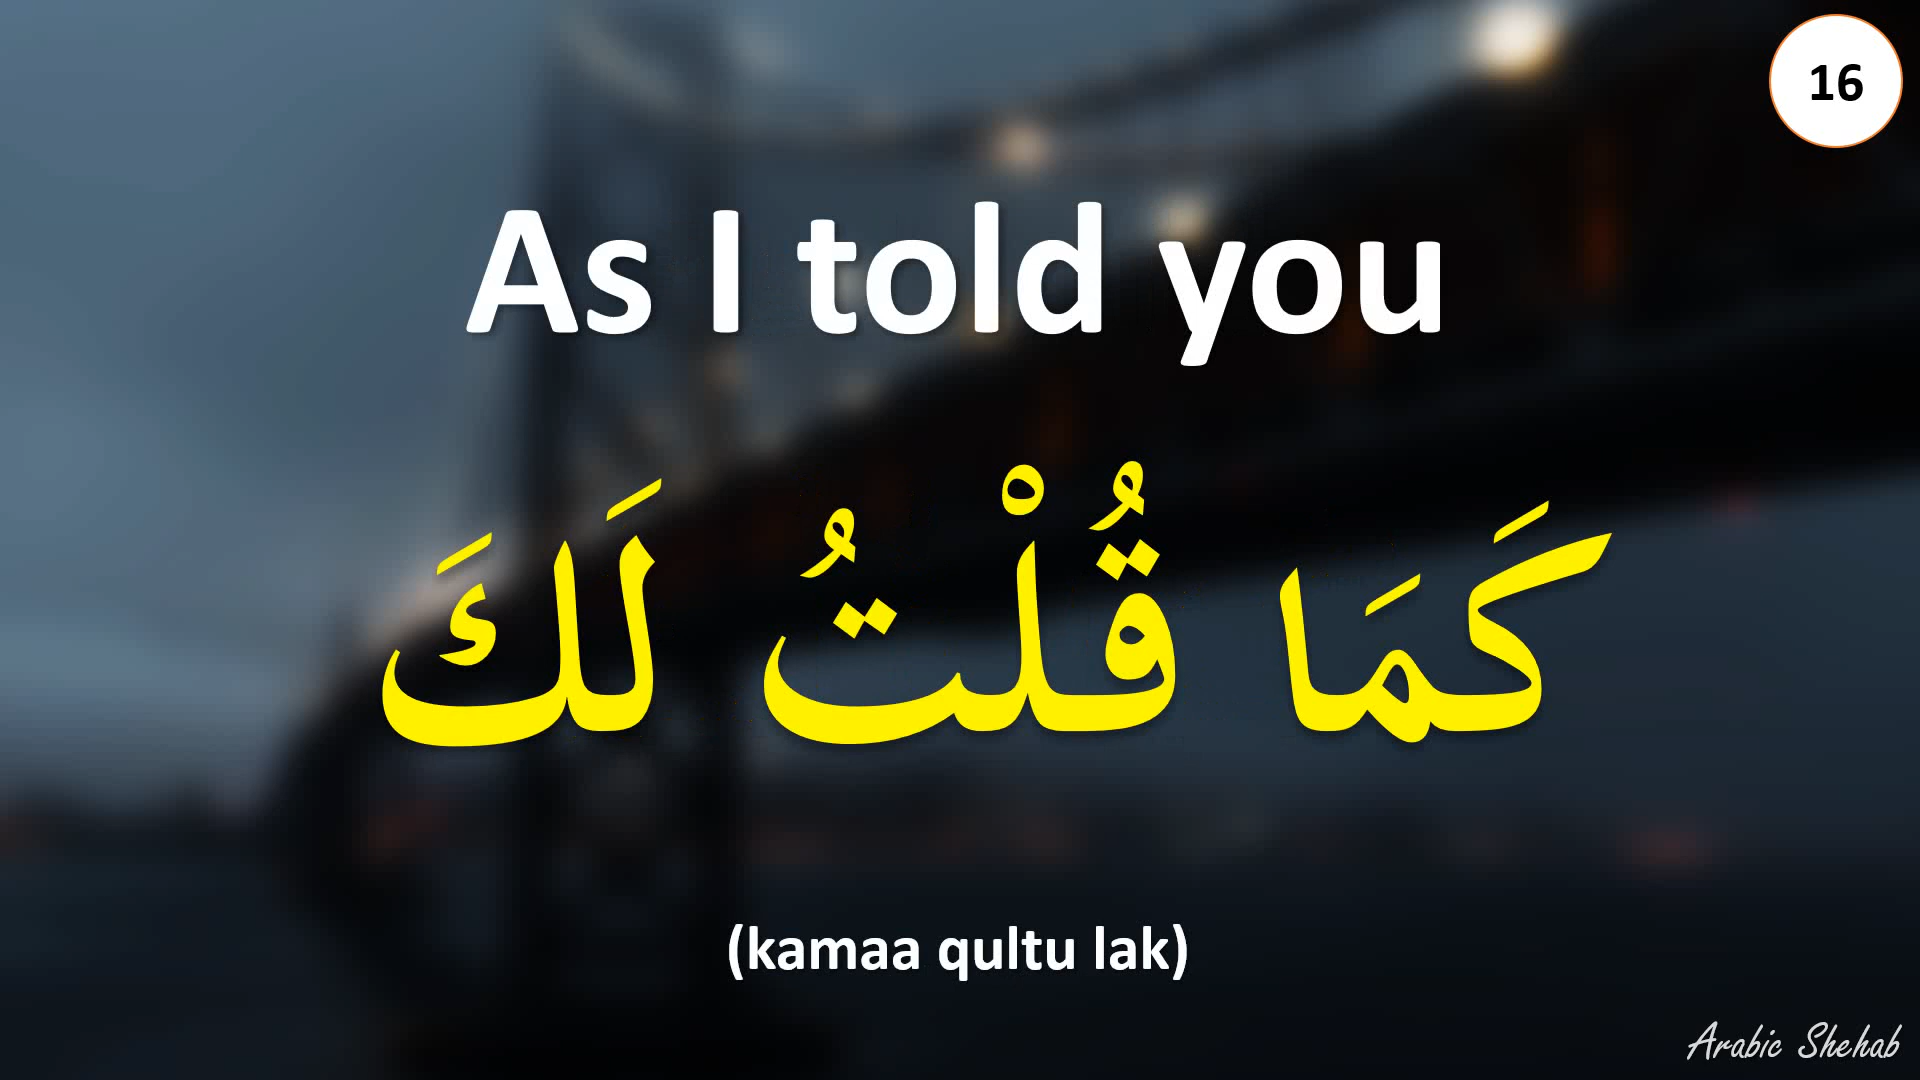 16
As I told you
كَمَا قُلْتُ لَكَ
(kamaa qultu lak)
Arabic Shehab